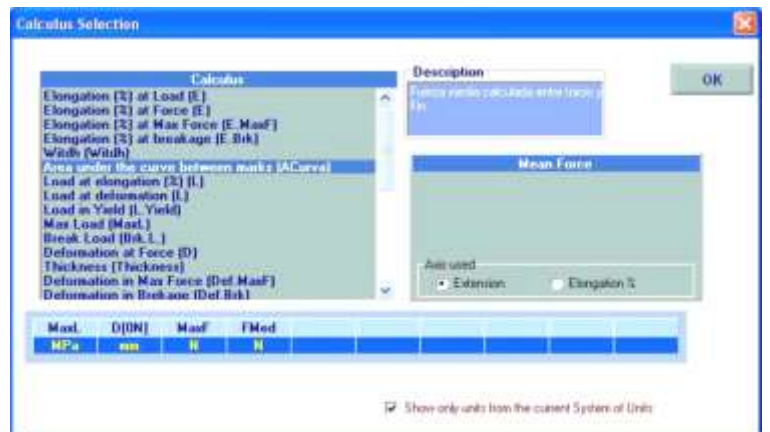 Calculus Selection
Calculus
Elongation [%] at Load (E)
Elongation [%] at Force (E)
Elongation [%] at Max Force (E.MaxF)
Elongation [%] at breakage (E.Brk)
Witdh (Witdh)
Area under the curve between marks (ACurva)
Load at elongation [%] (L)
Load at deformation (L)
Load in Yield (L.Yield)
Max Load (MaxL)
Break Load (Brk.L.)
Deformation at Force (D)
Thickness (Thickness)
Deformation in Max Force (Def.MaxF)
Deformation in Brekage (Def.Brk)
Description
Fuerza media calculada entre Inicio y
Fin
OK
Mean Force
Axis used
Extension
Elongation %
MaxL D[0N] MaxF FMed
MPa mm N N
Show only units from the current System of Units